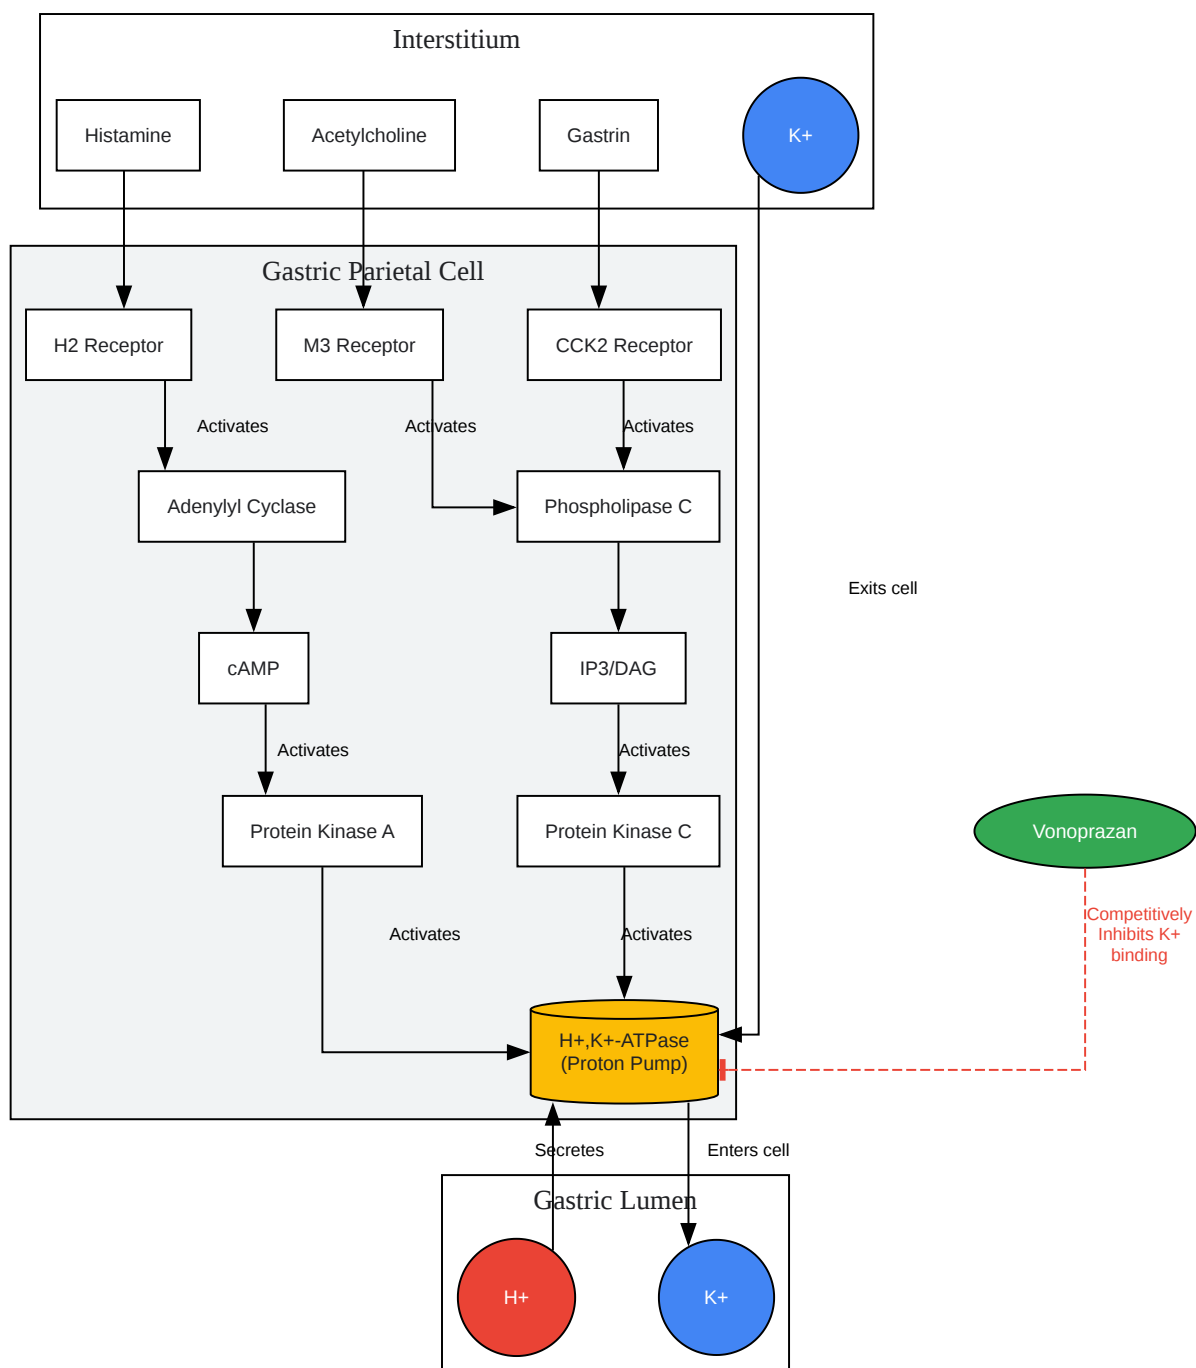 Interstitium
Histamine
Acetylcholine
Gastrin
K+
Gastric Parietal Cell
H2 Receptor
M3 Receptor
CCK2 Receptor
Activates
Activates
Activates
Adenylyl Cyclase
Phospholipase C
Exits cell
cAMP
IP3/DAG
Activates
Activates
Protein Kinase A
Protein Kinase C
Vonoprazan
Competitively
Inhibits K+
binding
Activates
Activates
H+,K+-ATPase
(Proton Pump)
Secretes
Enters cell
Gastric Lumen
H+
K+